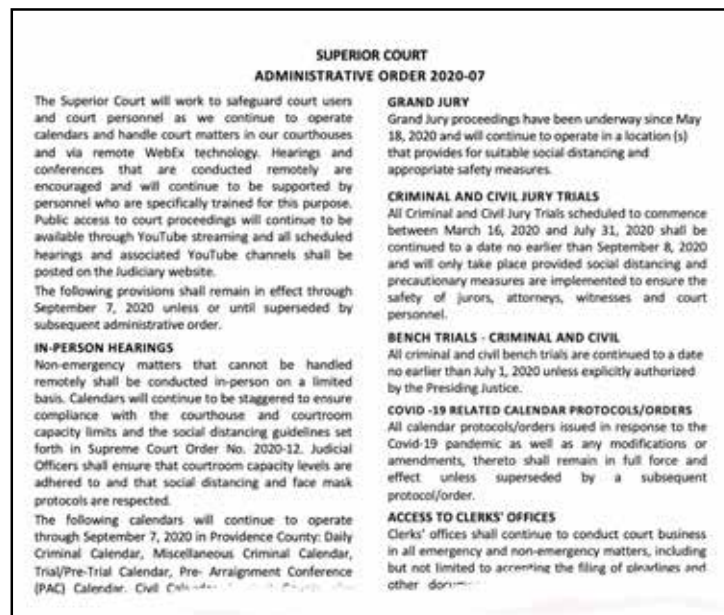 SUPERIOR COURT
ADMINISTRATIVE ORDER 2020-07
The Superior Court will work to safeguard court users
and court personnel as we continue to operate
calendars and handle court matters in our courthouses
and via remote WebEx technology. Hearings and
conferences that are conducted remotely are
encouraged and will continue to be supported by
personnel who are specifically trained for this purpose.
Public access to court proceedings will continue to be
available through YouTube streaming and all scheduled
hearings and associated YouTube channels shall be
posted on the Judiciary website.
The following provisions shall remain in effect through
September 7, 2020 unless or until superseded by
subsequent administrative order.
IN-PERSON HEARINGS
Non-emergency matters that cannot be handled
remotely shall be conducted in-person on a limited
basis. Calendars will continue to be staggered to ensure
compliance with the courthouse and courtroom
capacity limits and the social distancing guidelines set
forth in Supreme Court Order No. 2020-12. Judicial
Officers shall ensure that courtroom capacity levels are
adhered to and that social distancing and face mask
protocols are respected.
The following calendars will continue to operate
through September 7, 2020 in Providence County: Daily
Criminal Calendar, Miscellaneous Criminal Calendar,
Trial/Pre-Trial Calendar, Pre- Arraignment Conference
(PAC) Calendar, Civil
GRAND JURY
Grand Jury proceedings have been underway since May
18, 2020 and will continue to operate in a location (s)
that provides for suitable social distancing and
appropriate safety measures.
CRIMINAL AND CIVIL JURY TRIALS
All Criminal and Civil Jury Trials scheduled to commence
between March 16, 2020 and July 31, 2020 shall be
continued to a date no earlier than September 8, 2020
and will only take place provided social distancing and
precautionary measures are implemented to ensure the
safety of jurors, attorneys, witnesses and court
personnel.
BENCH TRIALS - CRIMINAL AND CIVIL
All criminal and civil bench trials are continued to a date
no earlier than July 1, 2020 unless explicitly authorized
by the Presiding Justice.
COVID -19 RELATED CALENDAR PROTOCOLS/ORDERS
All calendar protocols/orders issued in response to the
Covid-19 pandemic as well as any modifications or
amendments, thereto shall remain in full force and
effect unless superseded by a subsequent
protocol/order.
ACCESS TO CLERKS' OFFICES
Clerks' offices shall continue to conduct court business
in all emergency and non-emergency matters, including
but not limited to accepting the filing of pleadings and
other